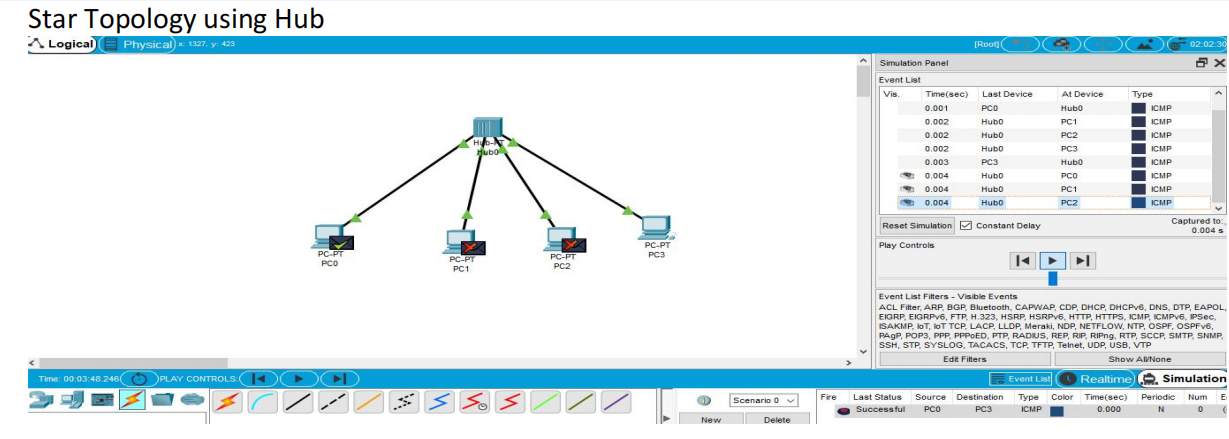 Star Topology using Hub
Logical Physical x: 1327, y: 423 [Root] 02:02:30
Simulation Panel
Event List
Vis. Time(sec) Last Device At Device Type
0.001 PC0 Hub0 ICMP
0.002 Hub0 PC1 ICMP
0.002 Hub0 PC2 ICMP
0.002 Hub0 PC3 ICMP
0.003 PC3 Hub0 ICMP
0.004 Hub0 PC0 ICMP
0.004 Hub0 PC1 ICMP
0.004 Hub0 PC2 ICMP
Reset Simulation Constant Delay Captured to:
0.004 s
Play Controls
Hub-PT
Hub0
PC-PT
PC0
PC-PT
PC1
PC-PT
PC2
PC-PT
PC3
Event List Filters - Visible Events
ACL Filter, ARP, BGP, Bluetooth, CAPWAP, CDP, DHCP, DHCPv6, DNS, DTP, EAPOL,
EIGRP, EIGRPv6, FTP, H.323, HSRP, HSRPv6, HTTP, HTTPS, ICMP, ICMPv6, IPSec,
ISAKMP, IoT, IoT TCP, LACP, LLDP, Meraki, NDP, NETFLOW, NTP, OSPF, OSPFv6,
PAgP, POP3, PPP, PPPoED, PTP, RADIUS, REP, RIP, RIPng, RTP, SCCP, SMTP, SNMP,
SSH, STP, SYSLOG, TACACS, TCP, TFTP, Telnet, UDP, USB, VTP
Edit Filters Show All/None
Time: 00:03:48.246 PLAY CONTROLS: Event List Realtime Simulation
Scenario 0
New Delete
Fire Last Status Source Destination Type Color Time(sec) Periodic Num
Successful PC0 PC3 ICMP 0.000 N 0